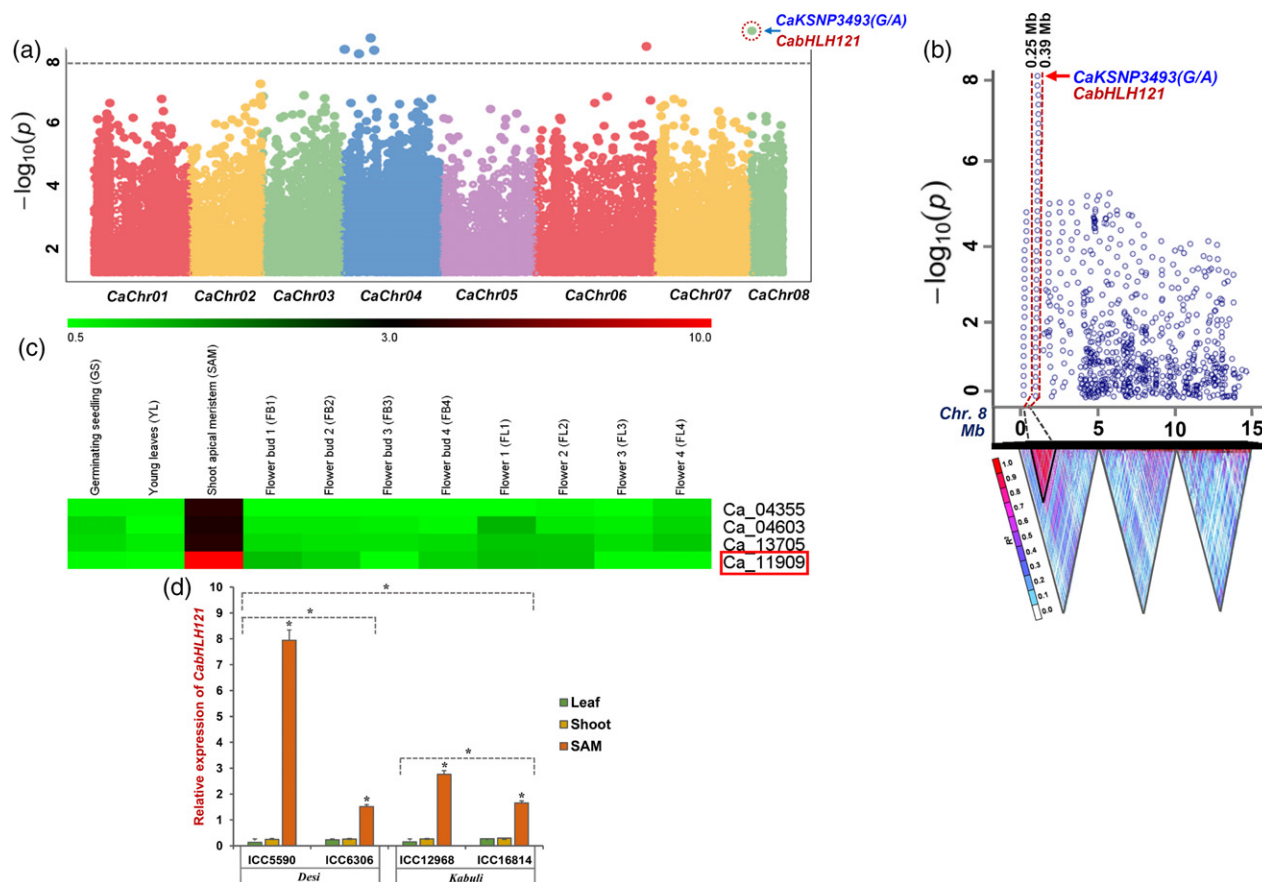 (a)
CaKSNP3493(G/A)
CabHLH121
8
6
4
2
−log10(p)
CaChr01 CaChr02 CaChr03 CaChr04 CaChr05 CaChr06 CaChr07 CaChr08
(b)
0.25 Mb
0.39 Mb
CaKSNP3493(G/A)
CabHLH121
8
6
4
2
0
−log10(p)
Chr. 8
Mb
0 5 10 15
1.0
0.9
0.8
0.7
0.6
0.5
0.4
0.3
0.2
0.1
0.0
R²
0.5 3.0 10.0
(c)
Germinating seedling (GS)
Young leaves (YL)
Shoot apical meristem (SAM)
Flower bud 1 (FB1)
Flower bud 2 (FB2)
Flower bud 3 (FB3)
Flower bud 4 (FB4)
Flower 1 (FL1)
Flower 2 (FL2)
Flower 3 (FL3)
Flower 4 (FL4)
Ca_04355
Ca_04603
Ca_13705
Ca_11909
(d)
Relative expression of CabHLH121
10
9
8
7
6
5
4
3
2
1
0
* * * * * * *
Leaf
Shoot
SAM
ICC5590 ICC6306 ICC12968 ICC16814
Desi Kabuli